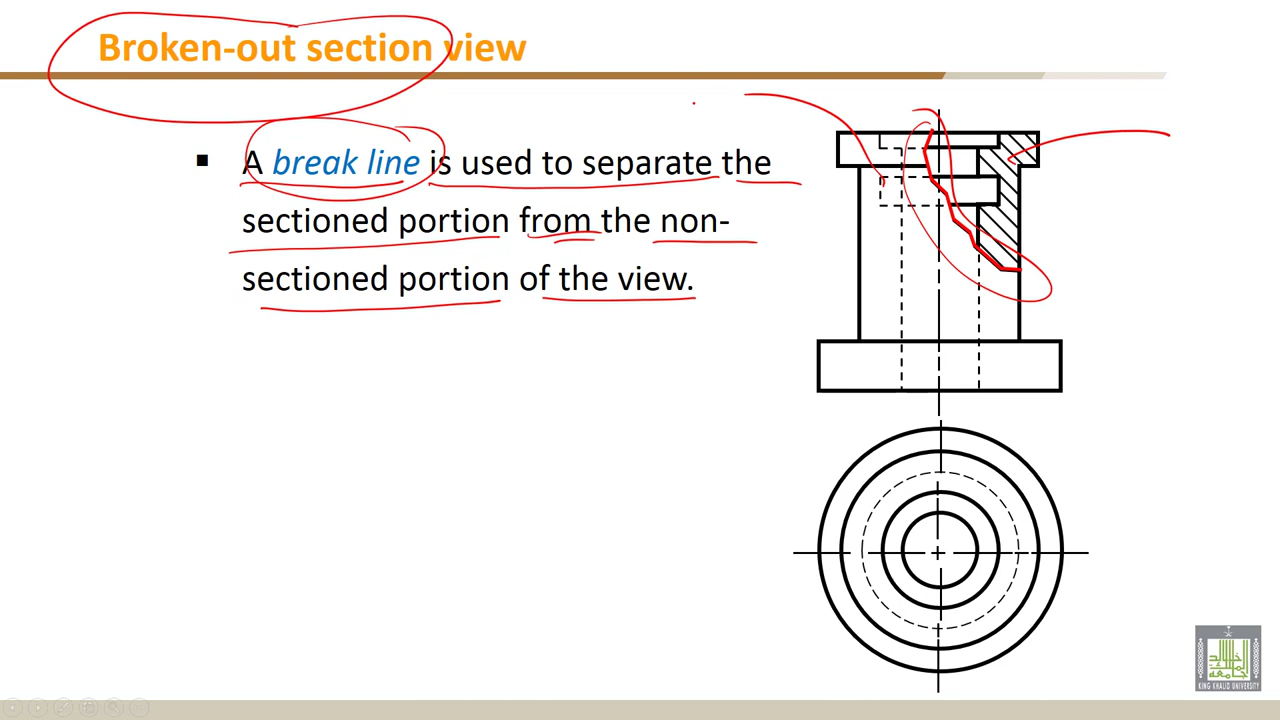 Broken-out section view
▪ A break line is used to separate the
sectioned portion from the non-
sectioned portion of the view.
KING KHALID UNIVERSITY